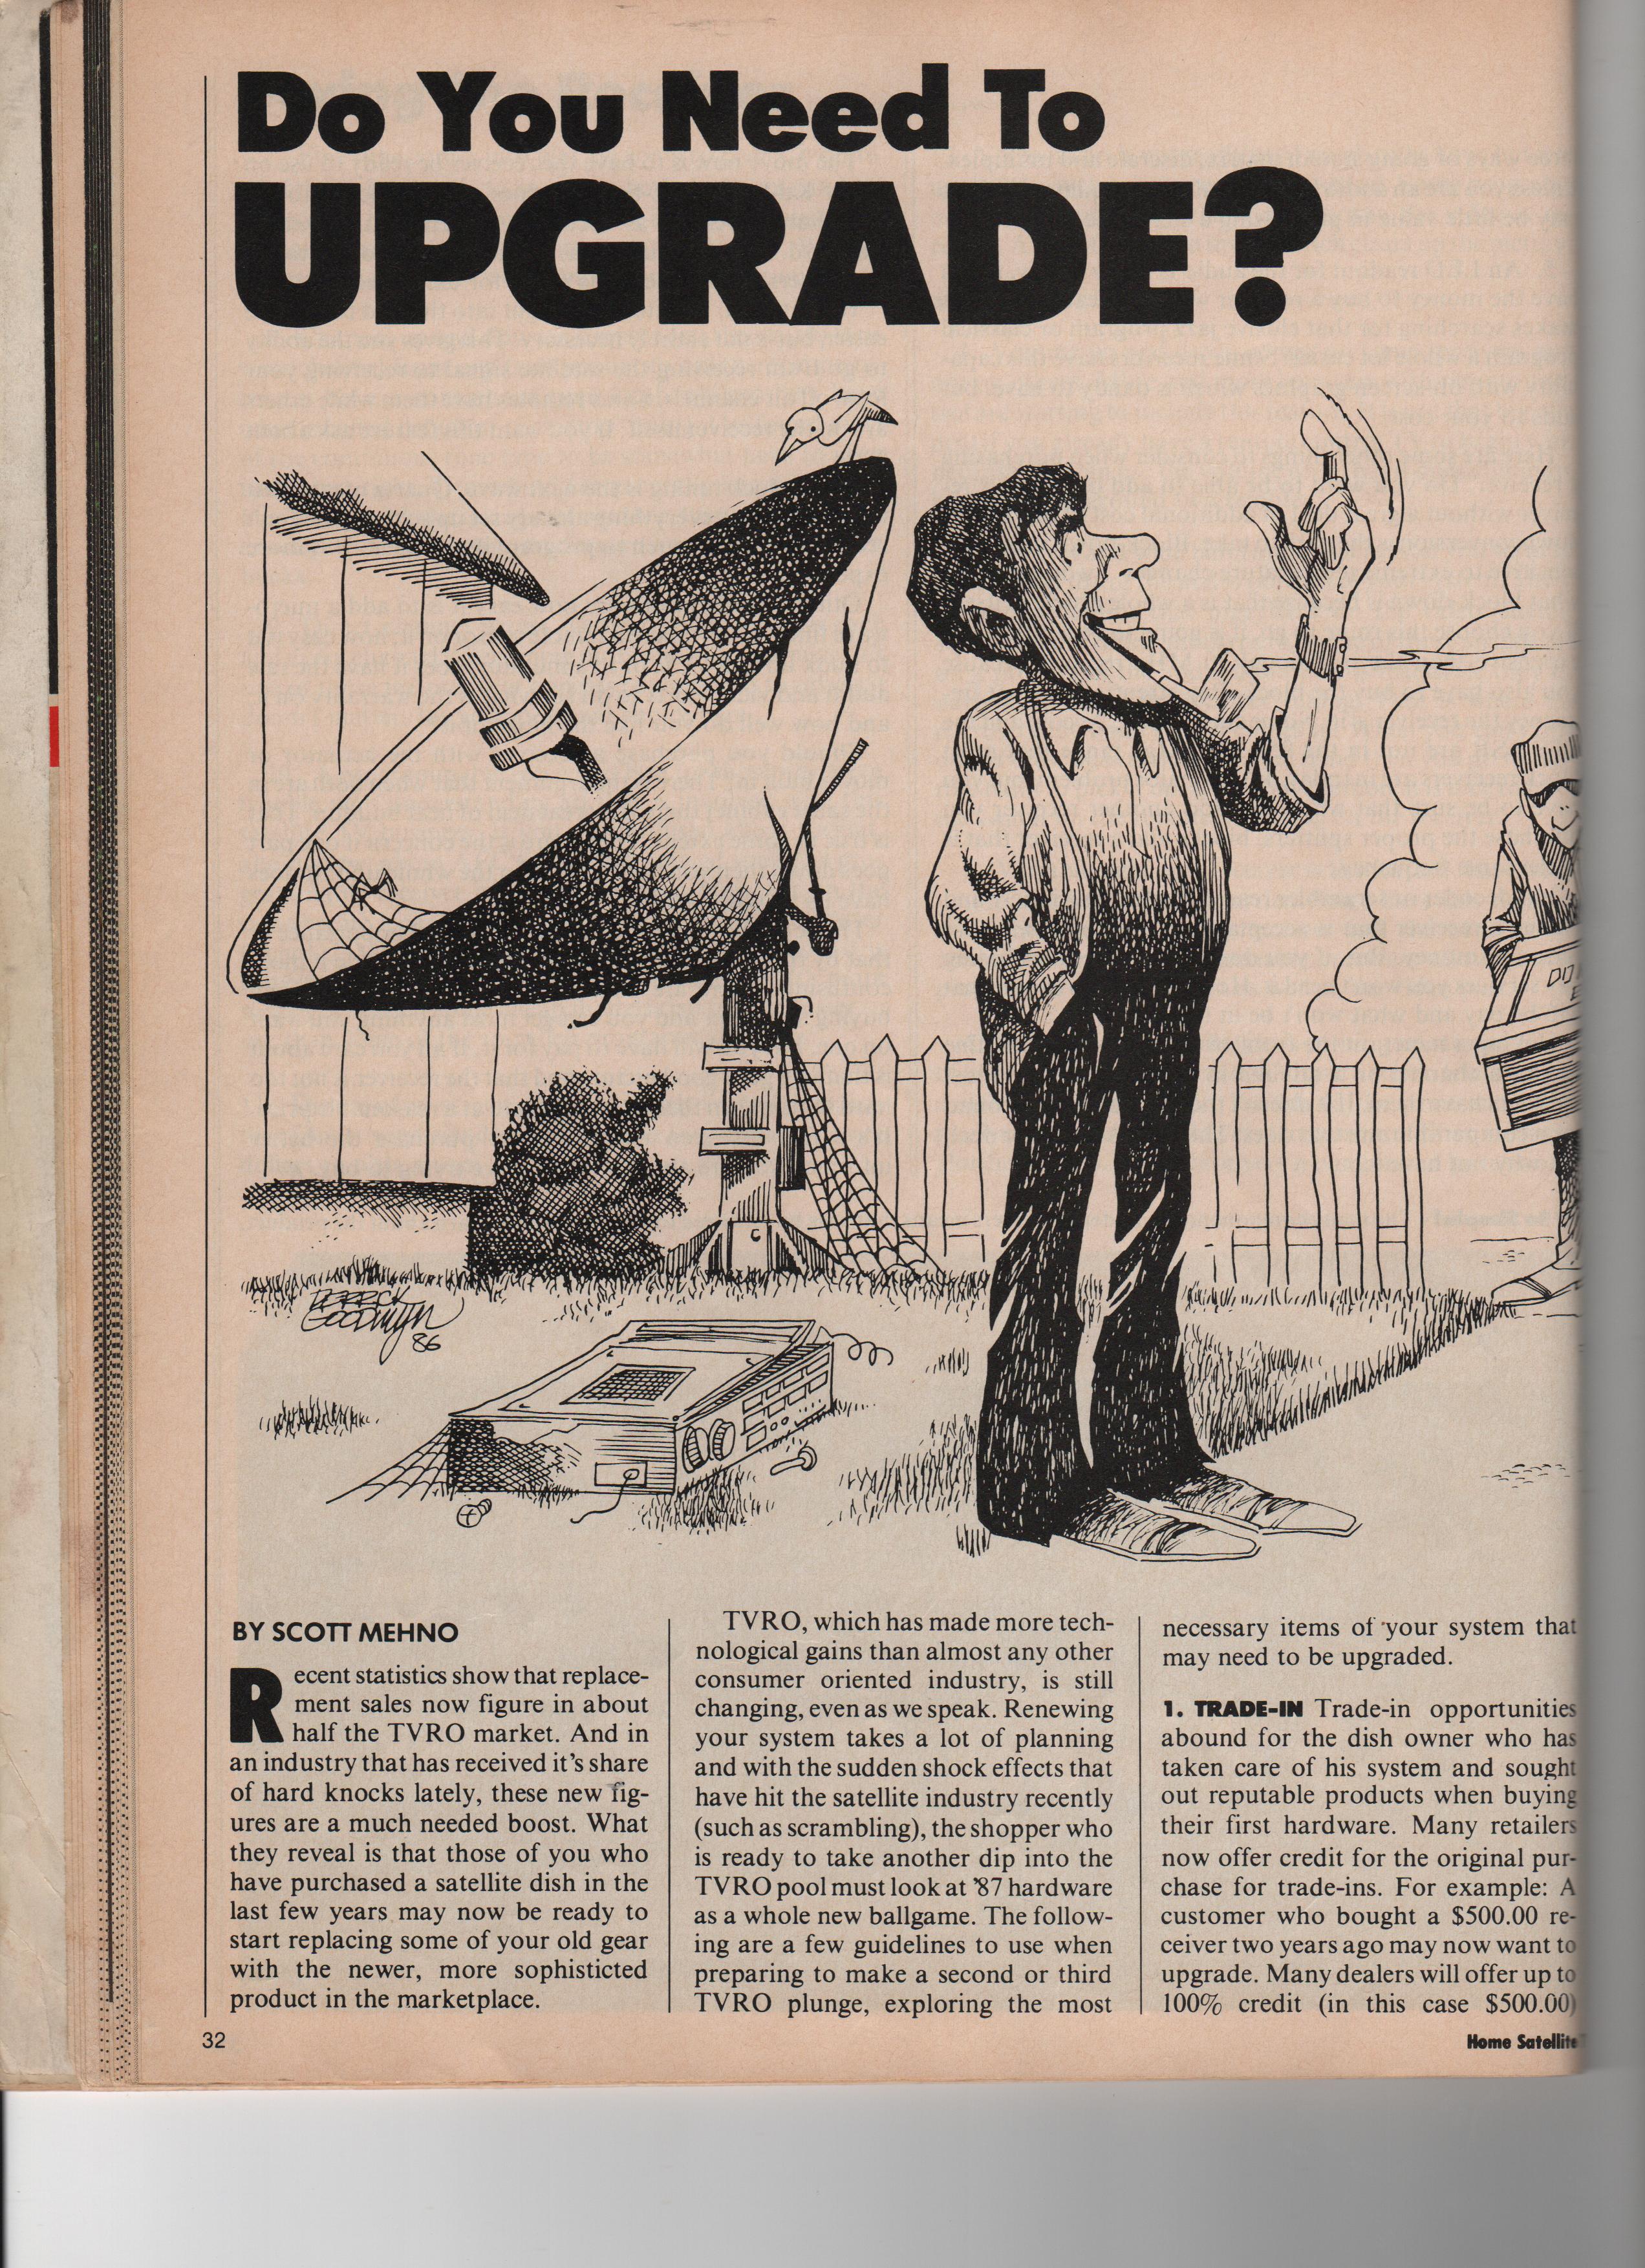 Do You Need To
UPGRADE?
DERRICK
GOODWYN
86
BY SCOTT MEHNO
Recent statistics show that replace-
ment sales now figure in about
half the TVRO market. And in
an industry that has received it's share
of hard knocks lately, these new fig-
ures are a much needed boost. What
they reveal is that those of you who
have purchased a satellite dish in the
last few years may now be ready to
start replacing some of your old gear
with the newer, more sophisticted
product in the marketplace.
TVRO, which has made more tech-
nological gains than almost any other
consumer oriented industry, is still
changing, even as we speak. Renewing
your system takes a lot of planning
and with the sudden shock effects that
have hit the satellite industry recently
(such as scrambling), the shopper who
is ready to take another dip into the
TVRO pool must look at '87 hardware
as a whole new ballgame. The follow-
ing are a few guidelines to use when
preparing to make a second or third
TVRO plunge, exploring the most
necessary items of your system that
may need to be upgraded.
1. TRADE-IN Trade-in opportunities
abound for the dish owner who has
taken care of his system and sought
out reputable products when buying
their first hardware. Many retailers
now offer credit for the original pur-
chase for trade-ins. For example: A
customer who bought a $500.00 re-
ceiver two years ago may now want to
upgrade. Many dealers will offer up to
100% credit (in this case $500.00)
32
Home Satellite